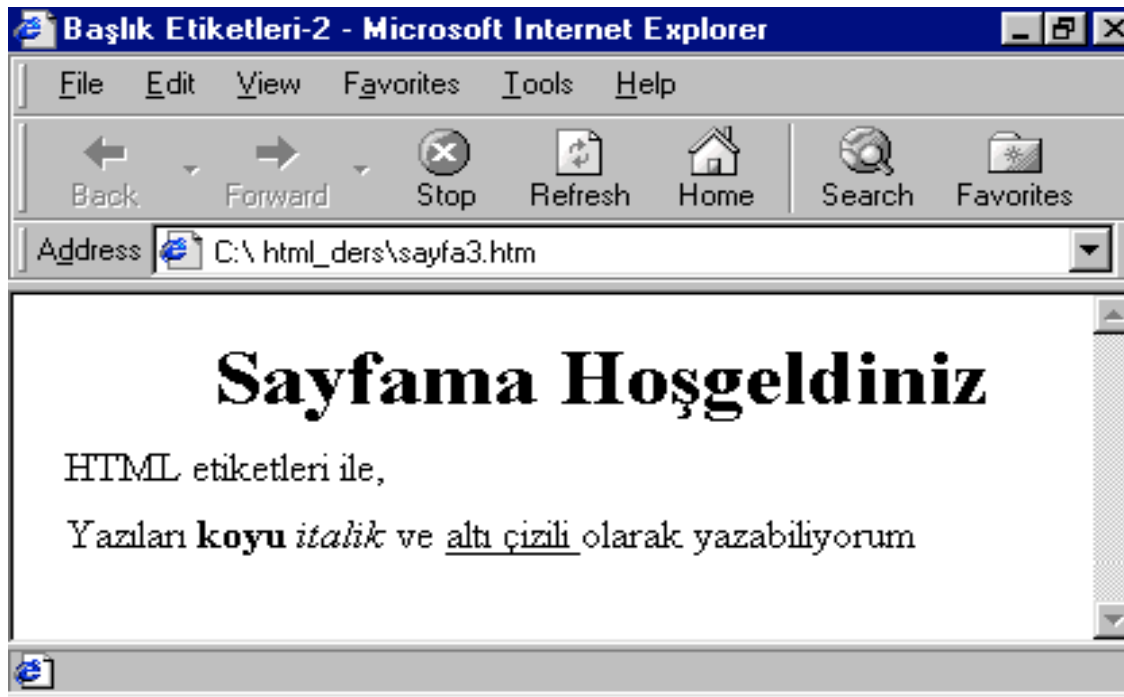 Başlık Etiketleri-2 - Microsoft Internet Explorer
File Edit View Favorites Tools Help
Back Forward Stop Refresh Home Search Favorites
Address C:\ html_ders\sayfa3.htm
Sayfama Hoşgeldiniz
HTML etiketleri ile,
Yazıları koyu italik ve altı çizili olarak yazabiliyorum